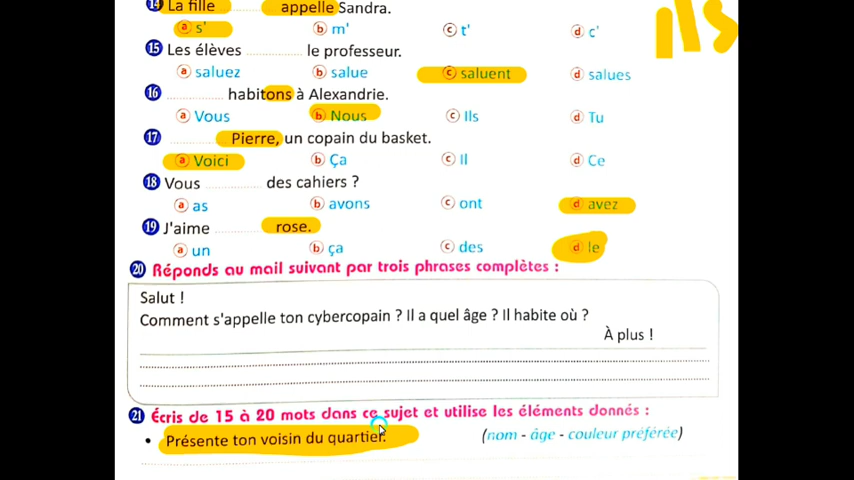 14 La fille ............ appelle Sandra.
a s' b m' c t' d c'
15 Les élèves ............ le professeur.
a saluez b salue c saluent d salues
16 ............ habitons à Alexandrie.
a Vous b Nous c Ils d Tu
17 ............ Pierre, un copain du basket.
a Voici b Ça c Il d Ce
18 Vous ............ des cahiers ?
a as b avons c ont d avez
19 J'aime ............ rose.
a un b ça c des d le
20 Réponds au mail suivant par trois phrases complètes :
Salut !
Comment s'appelle ton cybercopain ? Il a quel âge ? Il habite où ?
À plus !
21 Écris de 15 à 20 mots dans ce sujet et utilise les éléments donnés :
• Présente ton voisin du quartier. (nom - âge - couleur préférée)